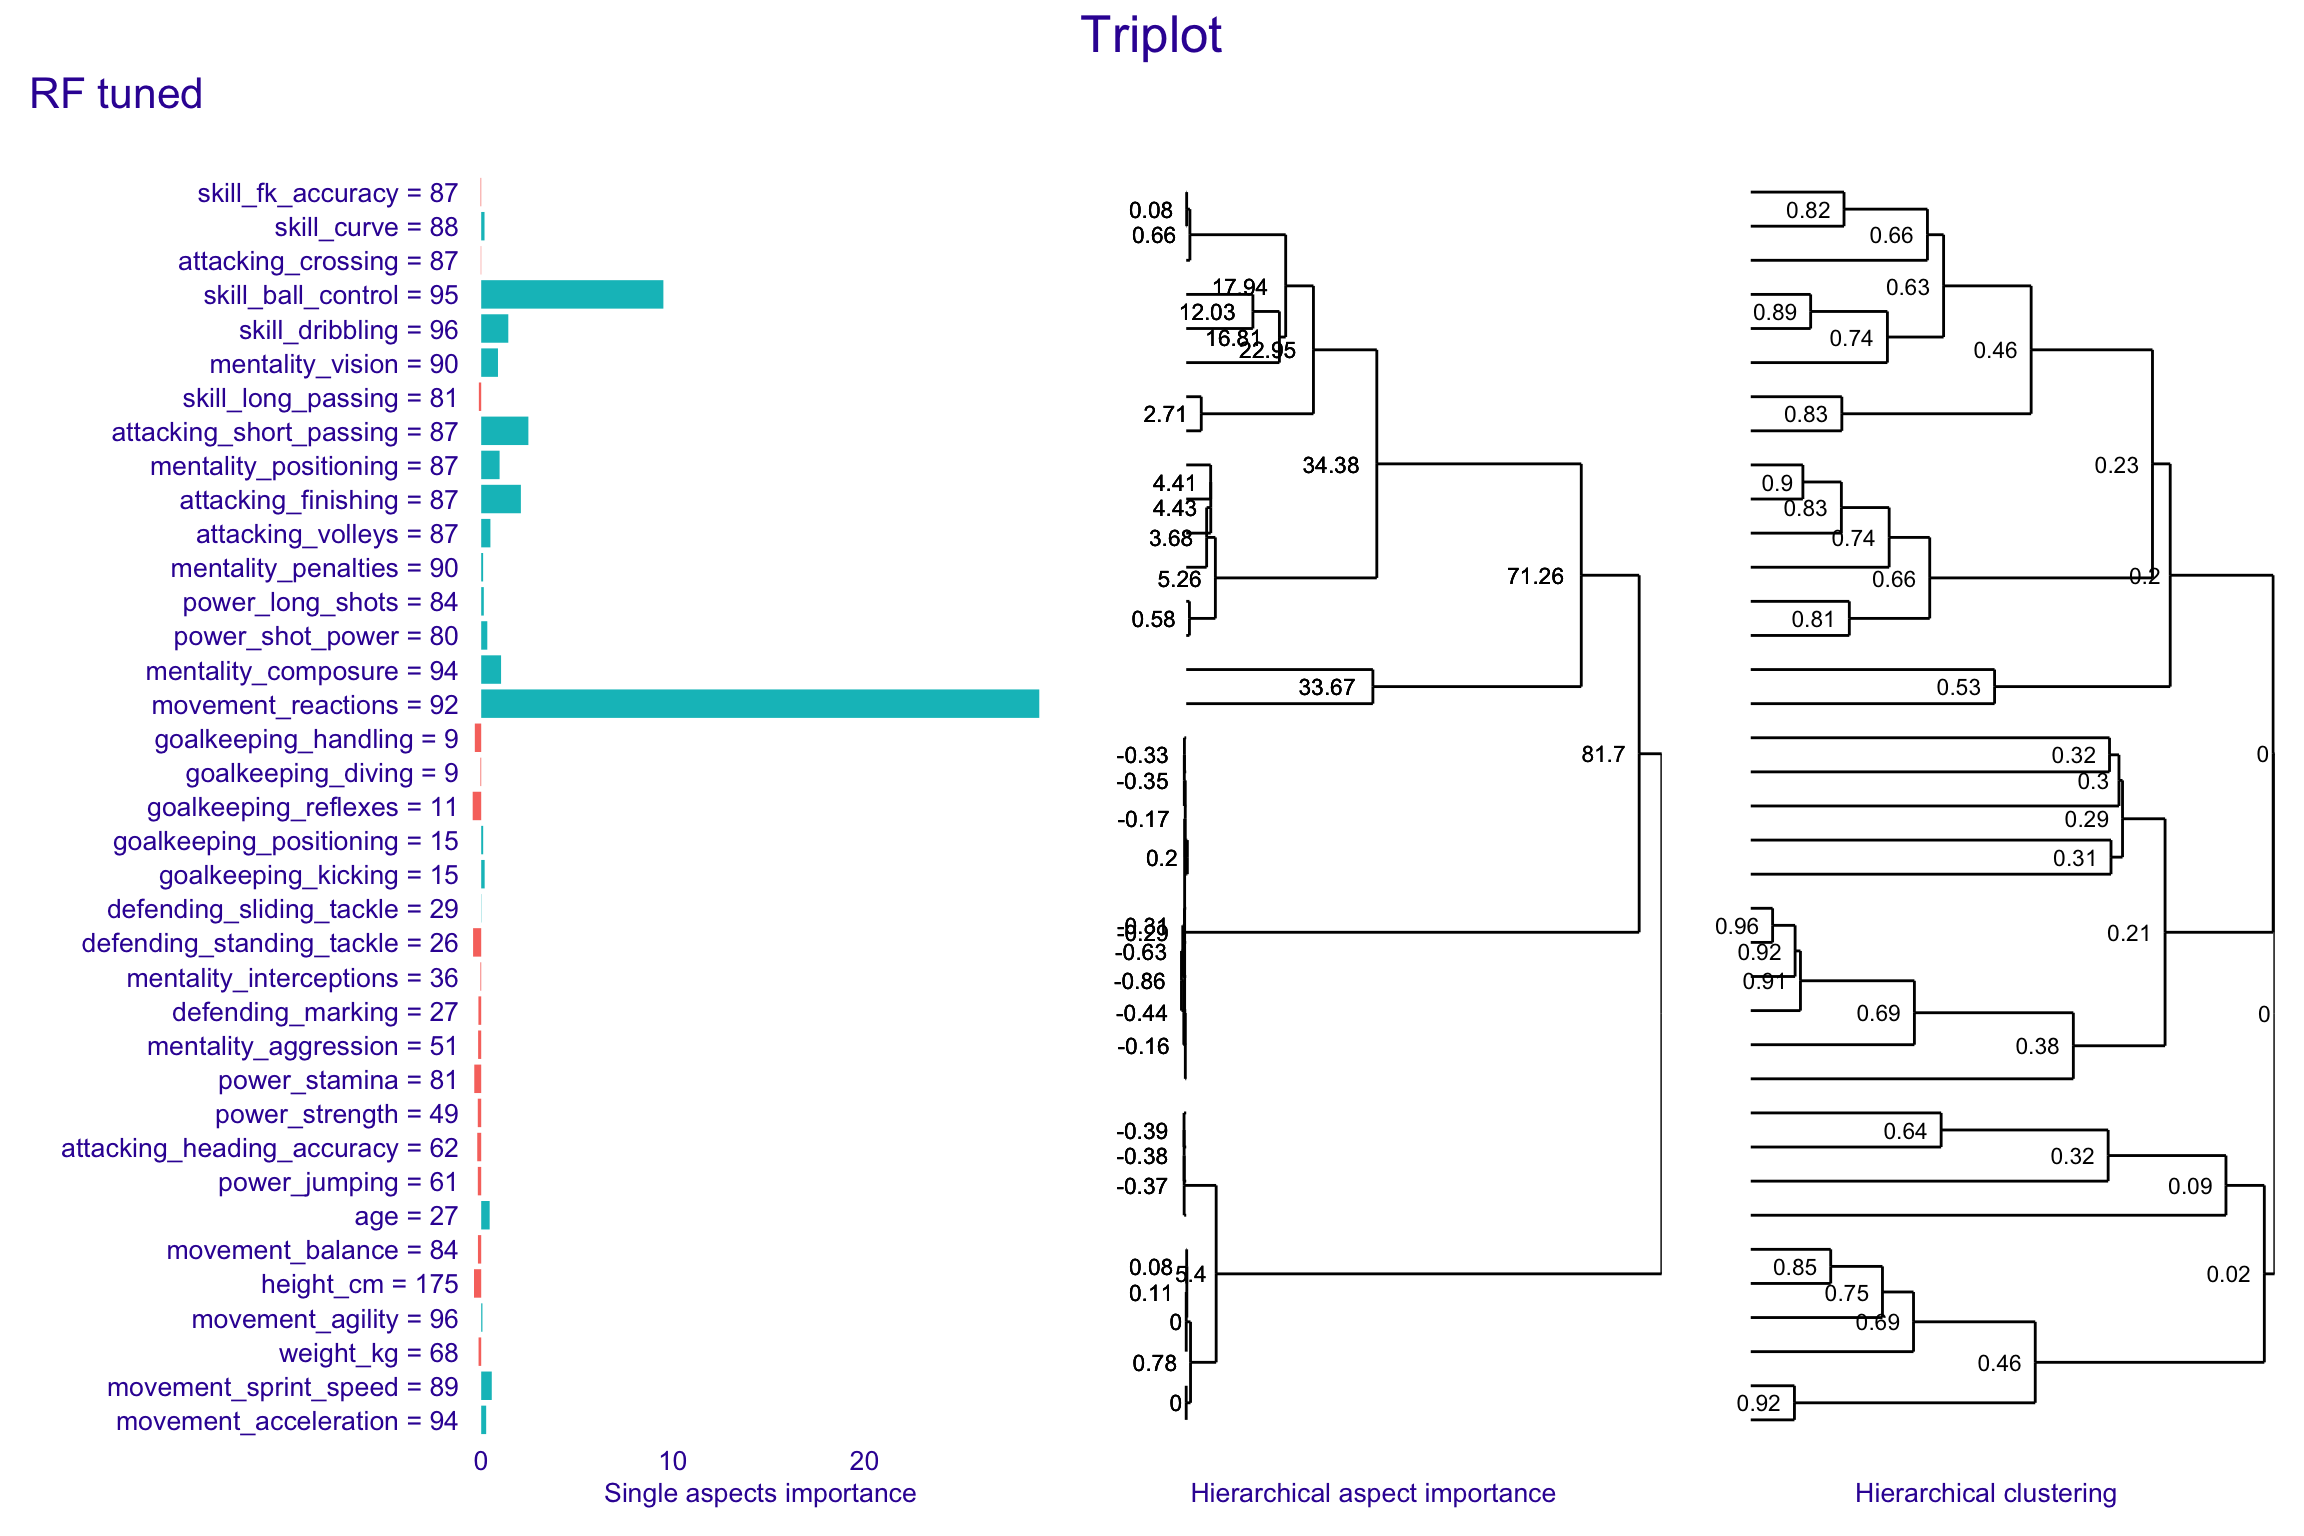 Triplot
RF tuned
skill_fk_accuracy = 87
skill_curve = 88
attacking_crossing = 87
skill_ball_control = 95
skill_dribbling = 96
mentality_vision = 90
skill_long_passing = 81
attacking_short_passing = 87
mentality_positioning = 87
attacking_finishing = 87
attacking_volleys = 87
mentality_penalties = 90
power_long_shots = 84
power_shot_power = 80
mentality_composure = 94
movement_reactions = 92
goalkeeping_handling = 9
goalkeeping_diving = 9
goalkeeping_reflexes = 11
goalkeeping_positioning = 15
goalkeeping_kicking = 15
defending_sliding_tackle = 29
defending_standing_tackle = 26
mentality_interceptions = 36
defending_marking = 27
mentality_aggression = 51
power_stamina = 81
power_strength = 49
attacking_heading_accuracy = 62
power_jumping = 61
age = 27
movement_balance = 84
height_cm = 175
movement_agility = 96
weight_kg = 68
movement_sprint_speed = 89
movement_acceleration = 94
0 10 20
Single aspects importance
0.08
0.66
17.94
12.03
16.81
22.95
2.71
34.38
4.41
4.43
3.68
71.26
5.26
0.58
33.67
81.7
-0.33
-0.35
-0.17
0.2
-0.31
-0.29
-0.63
-0.86
-0.44
-0.16
-0.39
-0.38
-0.37
0.08
5.4
0.11
0
0.78
0
Hierarchical aspect importance
0.82
0.66
0.63
0.89
0.74
0.46
0.83
0.23
0.9
0.83
0.74
0.2
0.66
0.81
0.53
0
0.32
0.3
0.29
0.31
0.96
0.21
0.92
0.91
0.69
0
0.38
0.64
0.32
0.09
0.85
0.02
0.75
0.69
0.46
0.92
Hierarchical clustering